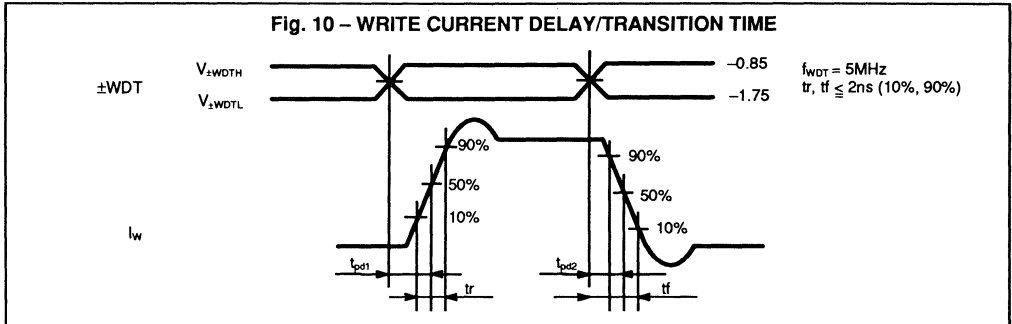 Fig. 10 – WRITE CURRENT DELAY/TRANSITION TIME
±WDT
V±WDTH
V±WDTL
–0.85
–1.75
fWDT = 5MHz
tr, tf ≦ 2ns (10%, 90%)
IW
90%
50%
10%
90%
50%
10%
tpd1
tr
tpd2
tf